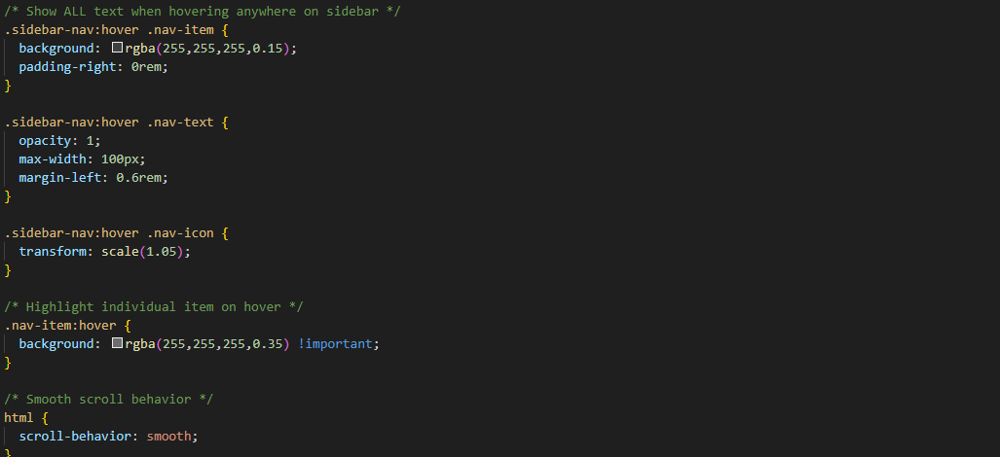 /* Show ALL text when hovering anywhere on sidebar */
.sidebar-nav:hover .nav-item {
  background: rgba(255,255,255,0.15);
  padding-right: 0rem;
}

.sidebar-nav:hover .nav-text {
  opacity: 1;
  max-width: 100px;
  margin-left: 0.6rem;
}

.sidebar-nav:hover .nav-icon {
  transform: scale(1.05);
}

/* Highlight individual item on hover */
.nav-item:hover {
  background: rgba(255,255,255,0.35) !important;
}

/* Smooth scroll behavior */
html {
  scroll-behavior: smooth;
}